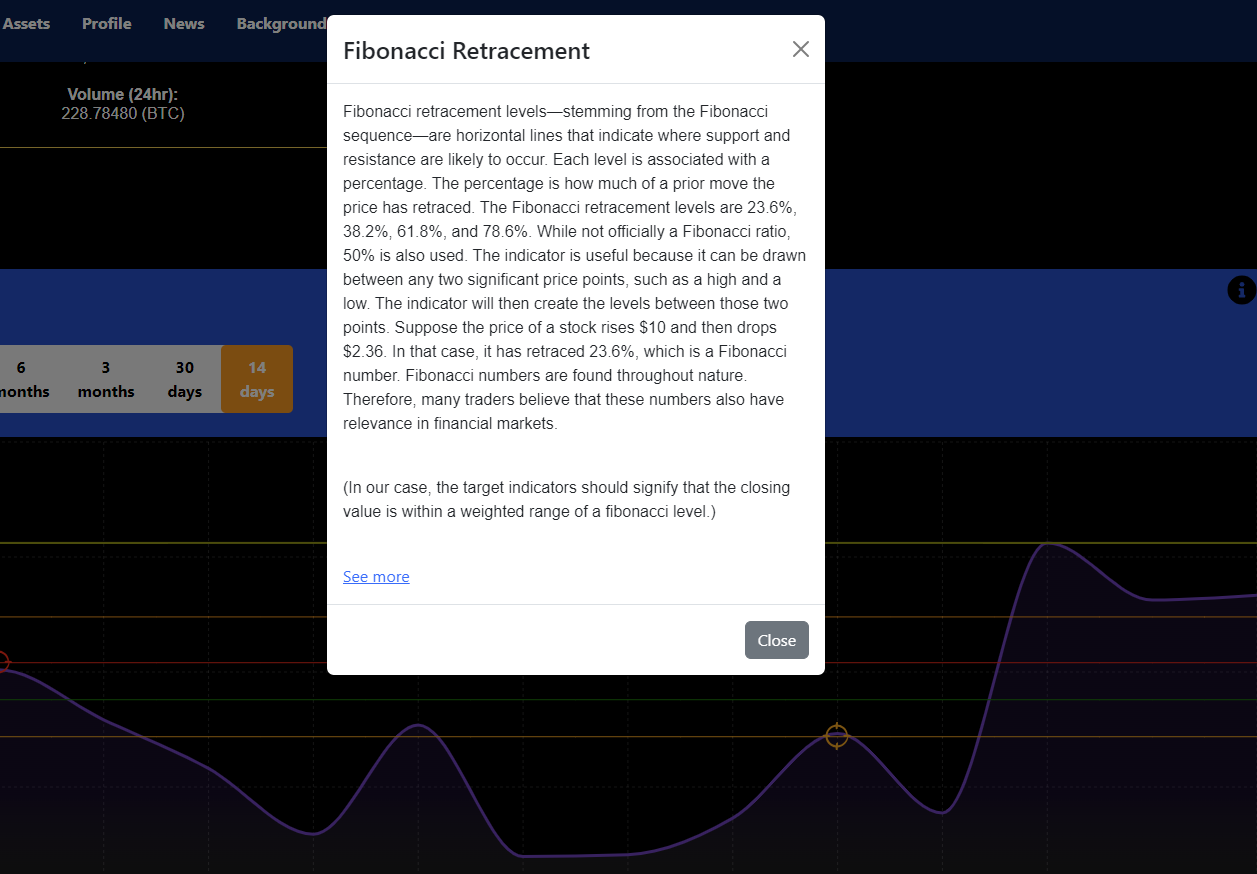 Assets Profile News Background
Volume (24hr):
228.78480 (BTC)
Fibonacci Retracement
Fibonacci retracement levels—stemming from the Fibonacci
sequence—are horizontal lines that indicate where support and
resistance are likely to occur. Each level is associated with a
percentage. The percentage is how much of a prior move the
price has retraced. The Fibonacci retracement levels are 23.6%,
38.2%, 61.8%, and 78.6%. While not officially a Fibonacci ratio,
50% is also used. The indicator is useful because it can be drawn
between any two significant price points, such as a high and a
low. The indicator will then create the levels between those two
points. Suppose the price of a stock rises $10 and then drops
$2.36. In that case, it has retraced 23.6%, which is a Fibonacci
number. Fibonacci numbers are found throughout nature.
Therefore, many traders believe that these numbers also have
relevance in financial markets.
(In our case, the target indicators should signify that the closing
value is within a weighted range of a fibonacci level.)
See more
Close
6 3 30 14
months months days days